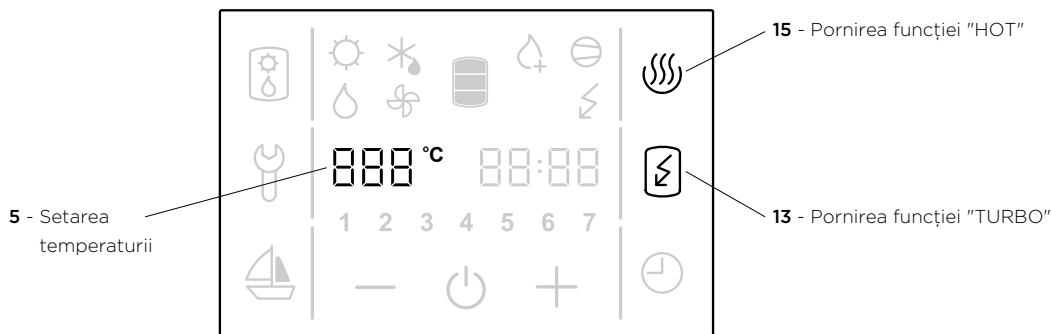 15 - Pornirea funcției "HOT"
888 °C 88:88
5 - Setarea
temperaturii
1 2 3 4 5 6 7
13 - Pornirea funcției "TURBO"